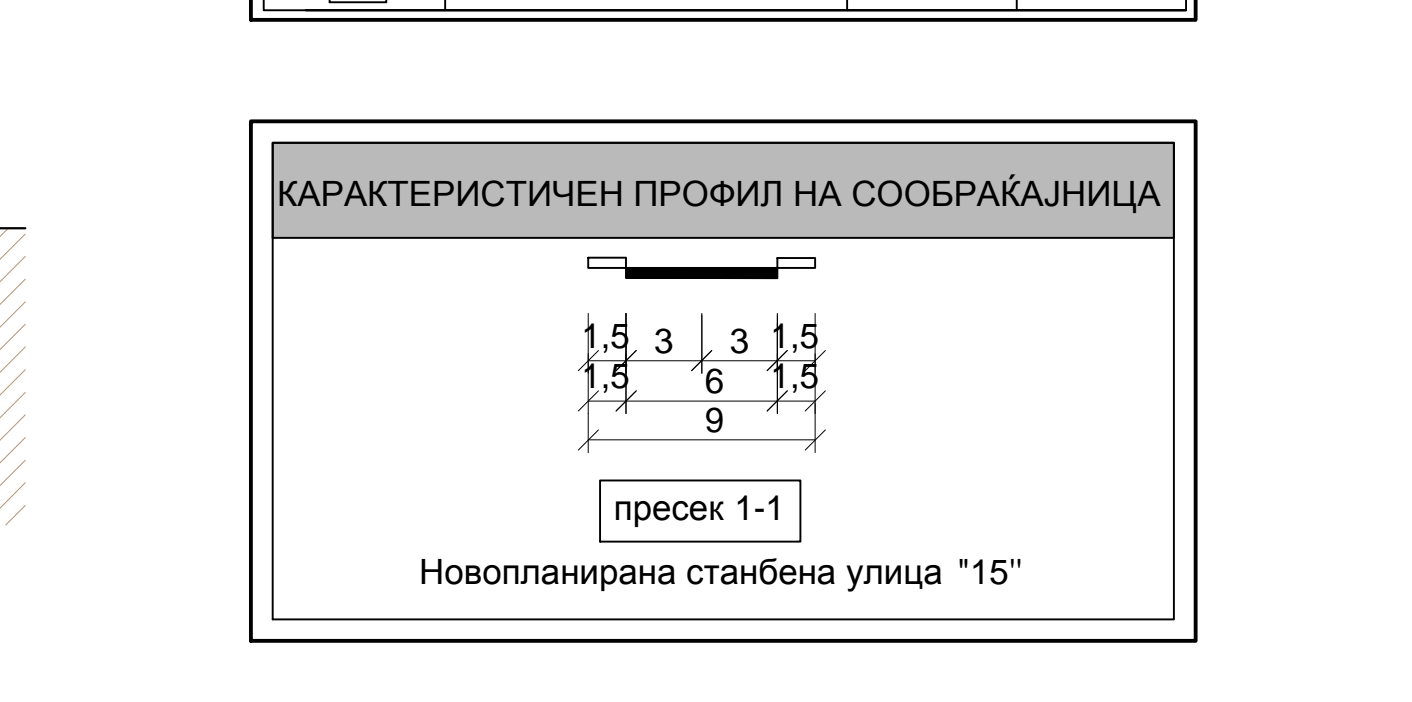 КАРАКТЕРИСТИЧЕН ПРОФИЛ НА СООБРАЌАЈНИЦА
1,5 3 3 1,5
1,5 6 1,5
9
пресек 1-1
Новопланирана станбена улица "15"